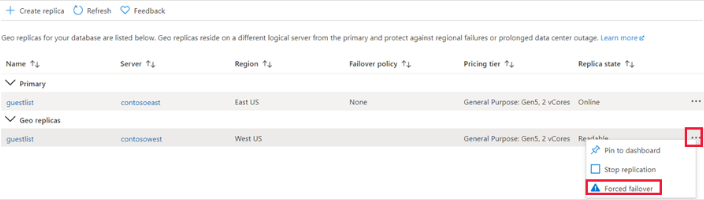 Create replica Refresh Feedback
Geo replicas for your database are listed below. Geo replicas reside on a different logical server from the primary and protect against regional failures or prolonged data center outage. Learn more
Name Server Region Failover policy Pricing tier Replica state
Primary
guestlist contosoeast East US None General Purpose: Gen5, 2 vCores Online
Geo replicas
guestlist contosowest West US General Purpose: Gen5, 2 vCores Readable
Pin to dashboard
Stop replication
Forced failover